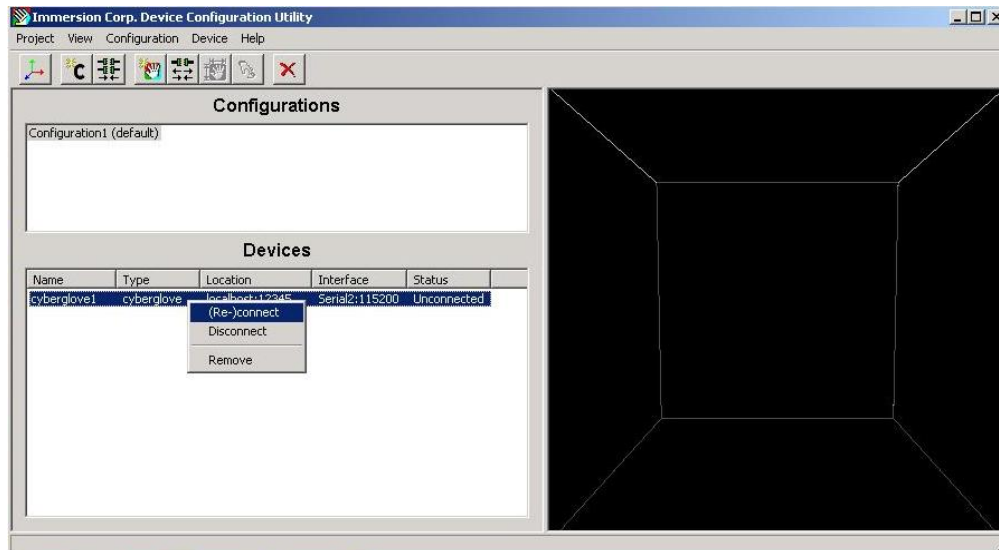 Immersion Corp. Device Configuration Utility
Project View Configuration Device Help
Configurations
Configuration1 (default)
Devices
Name Type Location Interface Status
cyberglove1 cyberglove localhost:12345 Serial2:115200 Unconnected
(Re-)connect
Disconnect
Remove